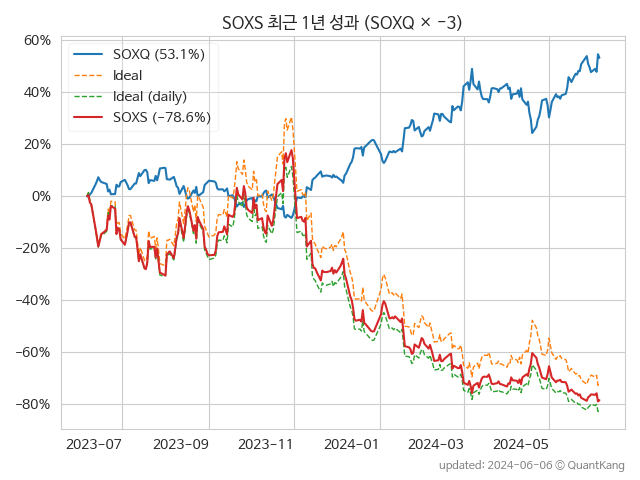 SOXS 최근 1년 성과 (SOXQ × −3)
60%
40%
20%
0%
−20%
−40%
−60%
−80%
SOXQ (53.1%)
Ideal
Ideal (daily)
SOXS (−78.6%)
2023-07
2023-09
2023-11
2024-01
2024-03
2024-05
updated: 2024-06-06 © QuantKang